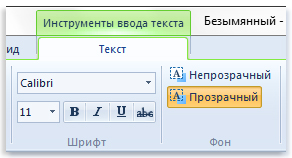 Инструменты ввода текста Безымянный -
ид Текст
Calibri
11 B I U abc
Шрифт
Непрозрачный
Прозрачный
Фон